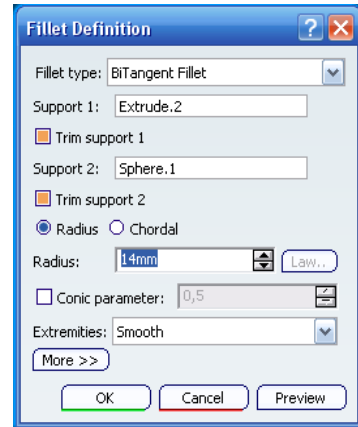 Fillet Definition
Fillet type: BiTangent Fillet
Support 1: Extrude.2
Trim support 1
Support 2: Sphere.1
Trim support 2
Radius Chordal
Radius: 14mm Law..
Conic parameter: 0,5
Extremities: Smooth
More >>
OK Cancel Preview